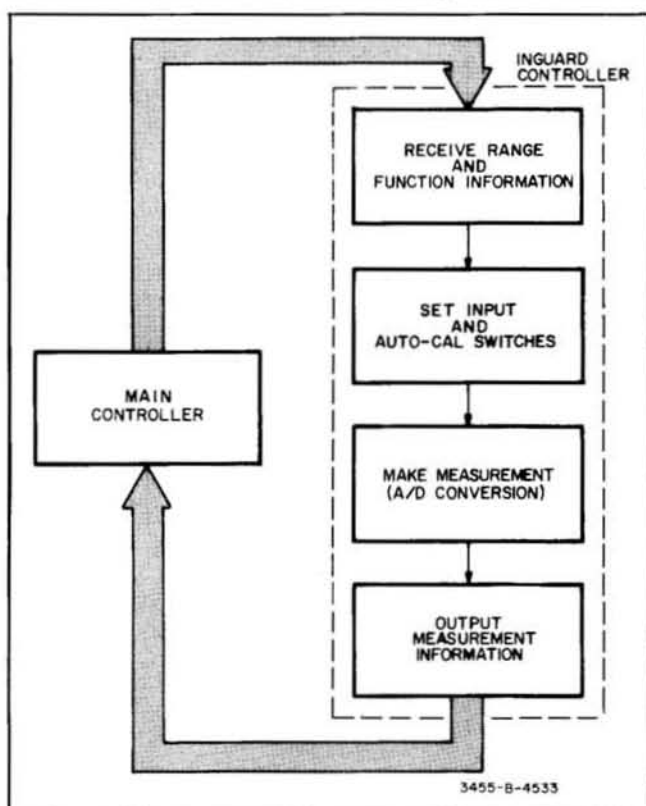 INGUARD
CONTROLLER
RECEIVE RANGE
AND
FUNCTION INFORMATION
SET INPUT
AND
AUTO-CAL SWITCHES
MAIN
CONTROLLER
MAKE MEASUREMENT
(A/D CONVERSION)
OUTPUT
MEASUREMENT
INFORMATION
3455-B-4533